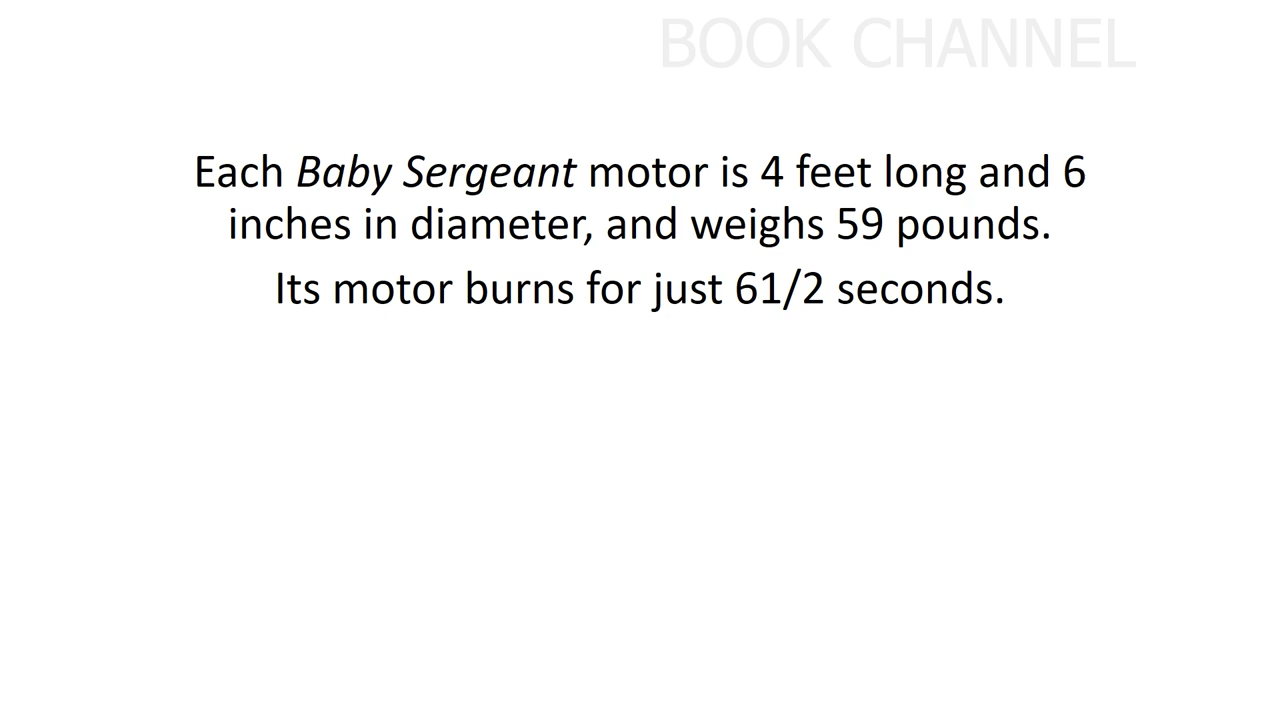 BOOK CHANNEL
Each Baby Sergeant motor is 4 feet long and 6
inches in diameter, and weighs 59 pounds.
Its motor burns for just 61/2 seconds.